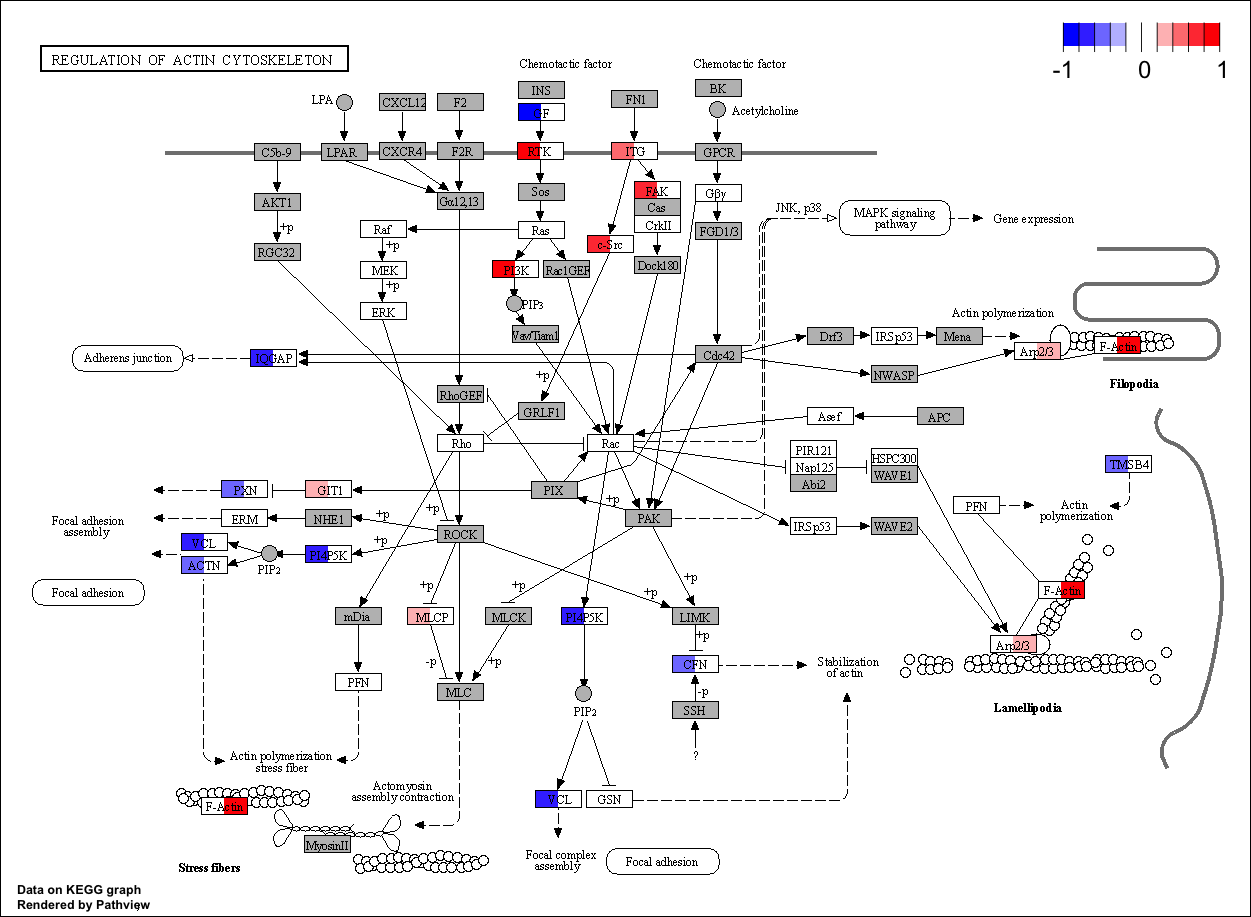 REGULATION OF ACTIN CYTOSKELETON
-1 0 1
Chemotactic factor
Chemotactic factor
INS
BK
LPA
CXCL12
F2
GF
FN1
Acetylcholine
C5b-9
LPAR
CXCR4
F2R
RTK
ITG
GPCR
AKT1
Gα12,13
Sos
FAK
Gβγ
Cas
CrkII
JNK, p38
MAPK signaling
pathway
Gene expression
+p
Raf
Ras
FGD1/3
RGC32
+p
c-Src
MEK
PI3K
Rac1GEF
Dock180
+p
ERK
PIP3
Actin polymerization
Vav/Tiam1
Drf3
IRSp53
Mena
Adherens junction
IQGAP
Cdc42
Arp2/3
F-Actin
+p
NWASP
Filopodia
RhoGEF
GRLF1
Asef
APC
Rho
Rac
PIR121
Nap125
Abi2
HSPC300
WAVE1
TMSB4
PXN
GIT1
PIX
+p
PFN
Actin
polymerization
Focal adhesion
assembly
ERM
NHE1
+p
+p
PAK
IRSp53
WAVE2
VCL
ROCK
ACTN
PIP2
PI4P5K
+p
Focal adhesion
+p
+p
+p
+p
F-Actin
mDia
MLCP
MLCK
PI4P5K
LIMK
+p
Arp2/3
-p
+p
CFN
Stabilization
of actin
PFN
MLC
-p
PIP2
SSH
Lamellipodia
?
Actin polymerization
stress fiber
Actomyosin
assembly contraction
F-Actin
VCL
GSN
MyosinII
Stress fibers
Focal complex
assembly
Focal adhesion
Data on KEGG graph
Rendered by Pathview